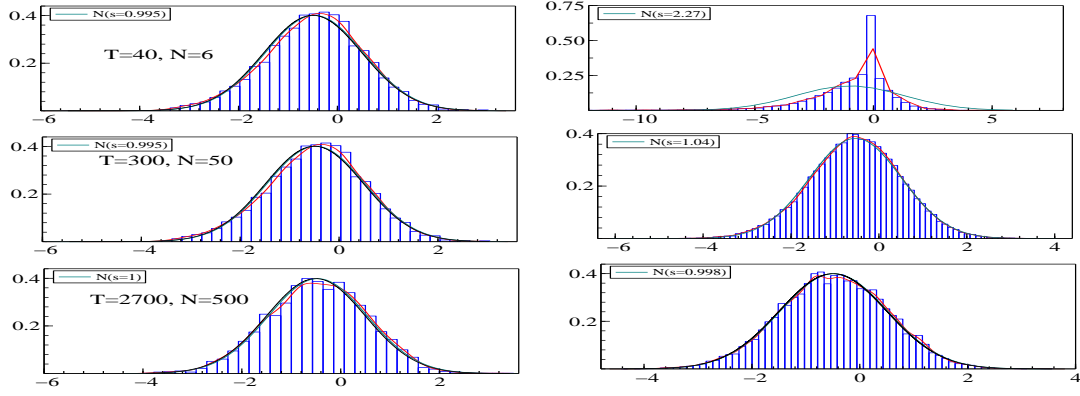 N(s=0.995)
0.4
0.2
T=40, N=6
−6 −4 −2 0 2
N(s=2.27)
0.75
0.50
0.25
−10 −5 0 5
N(s=0.995)
0.4
0.2
T=300, N=50
−6 −4 −2 0 2
N(s=1.04)
0.4
0.2
−6 −4 −2 0 2 4
N(s=1)
0.4
0.2
T=2700, N=500
−6 −4 −2 0 2
N(s=0.998)
0.4
0.2
−4 −2 0 2 4